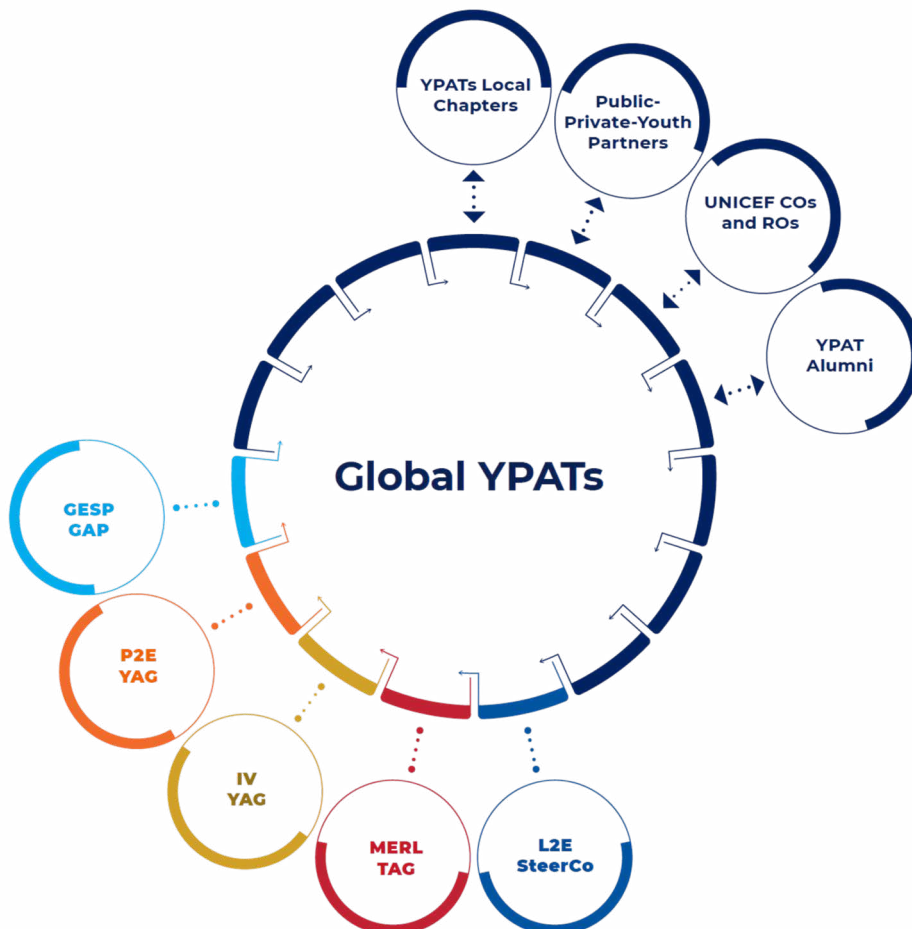 YPATs Local
Chapters
Public-
Private-Youth
Partners
UNICEF COs
and ROs
YPAT
Alumni
Global YPATs
GESP
GAP
P2E
YAG
IV
YAG
MERL
TAG
L2E
SteerCo